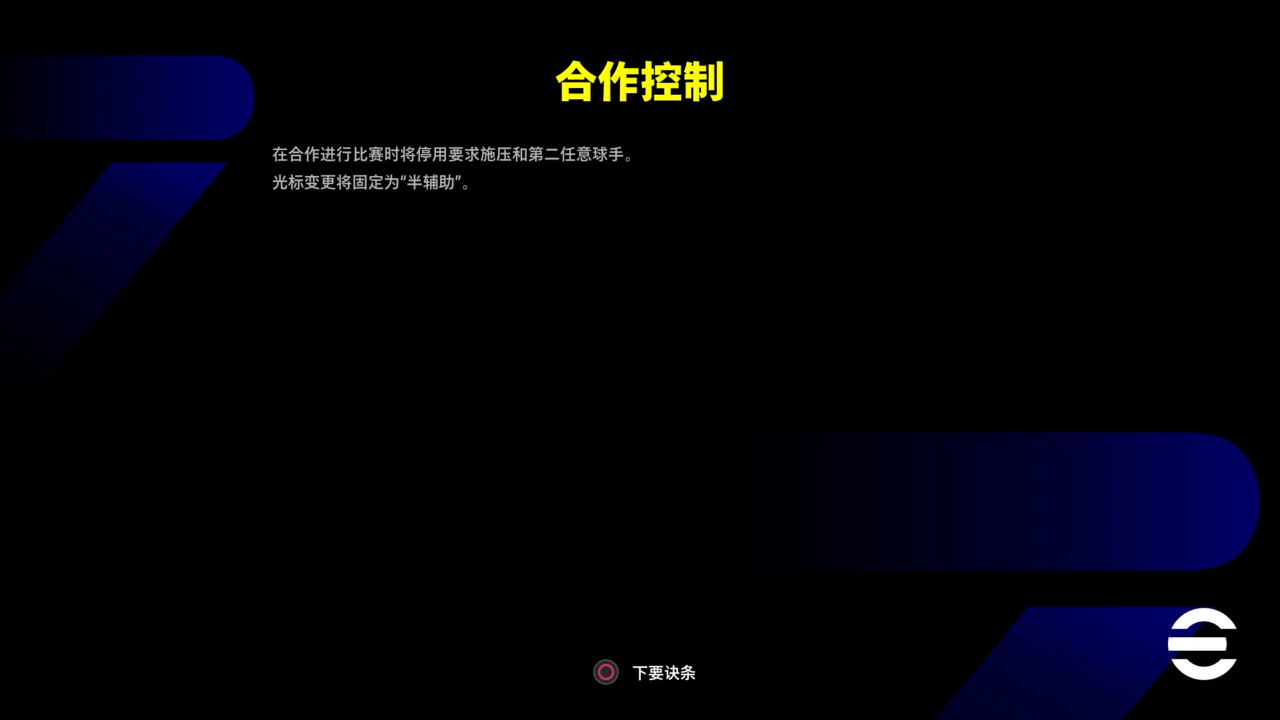 合作控制
在合作进行比赛时将停用要求施压和第二任意球手。
光标变更将固定为“半辅助”。
下要诀条